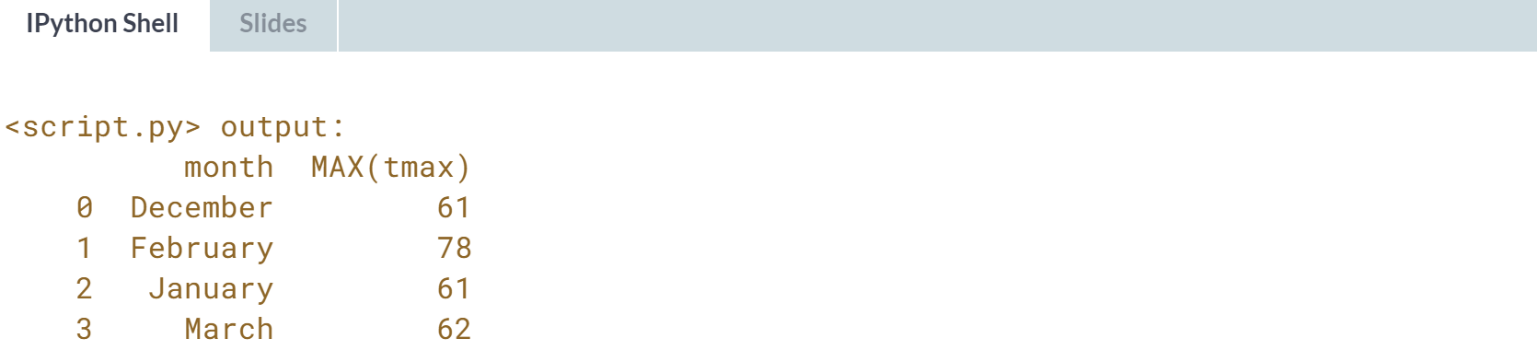 IPython Shell Slides
<script.py> output:
month MAX(tmax)
0 December 61
1 February 78
2 January 61
3 March 62